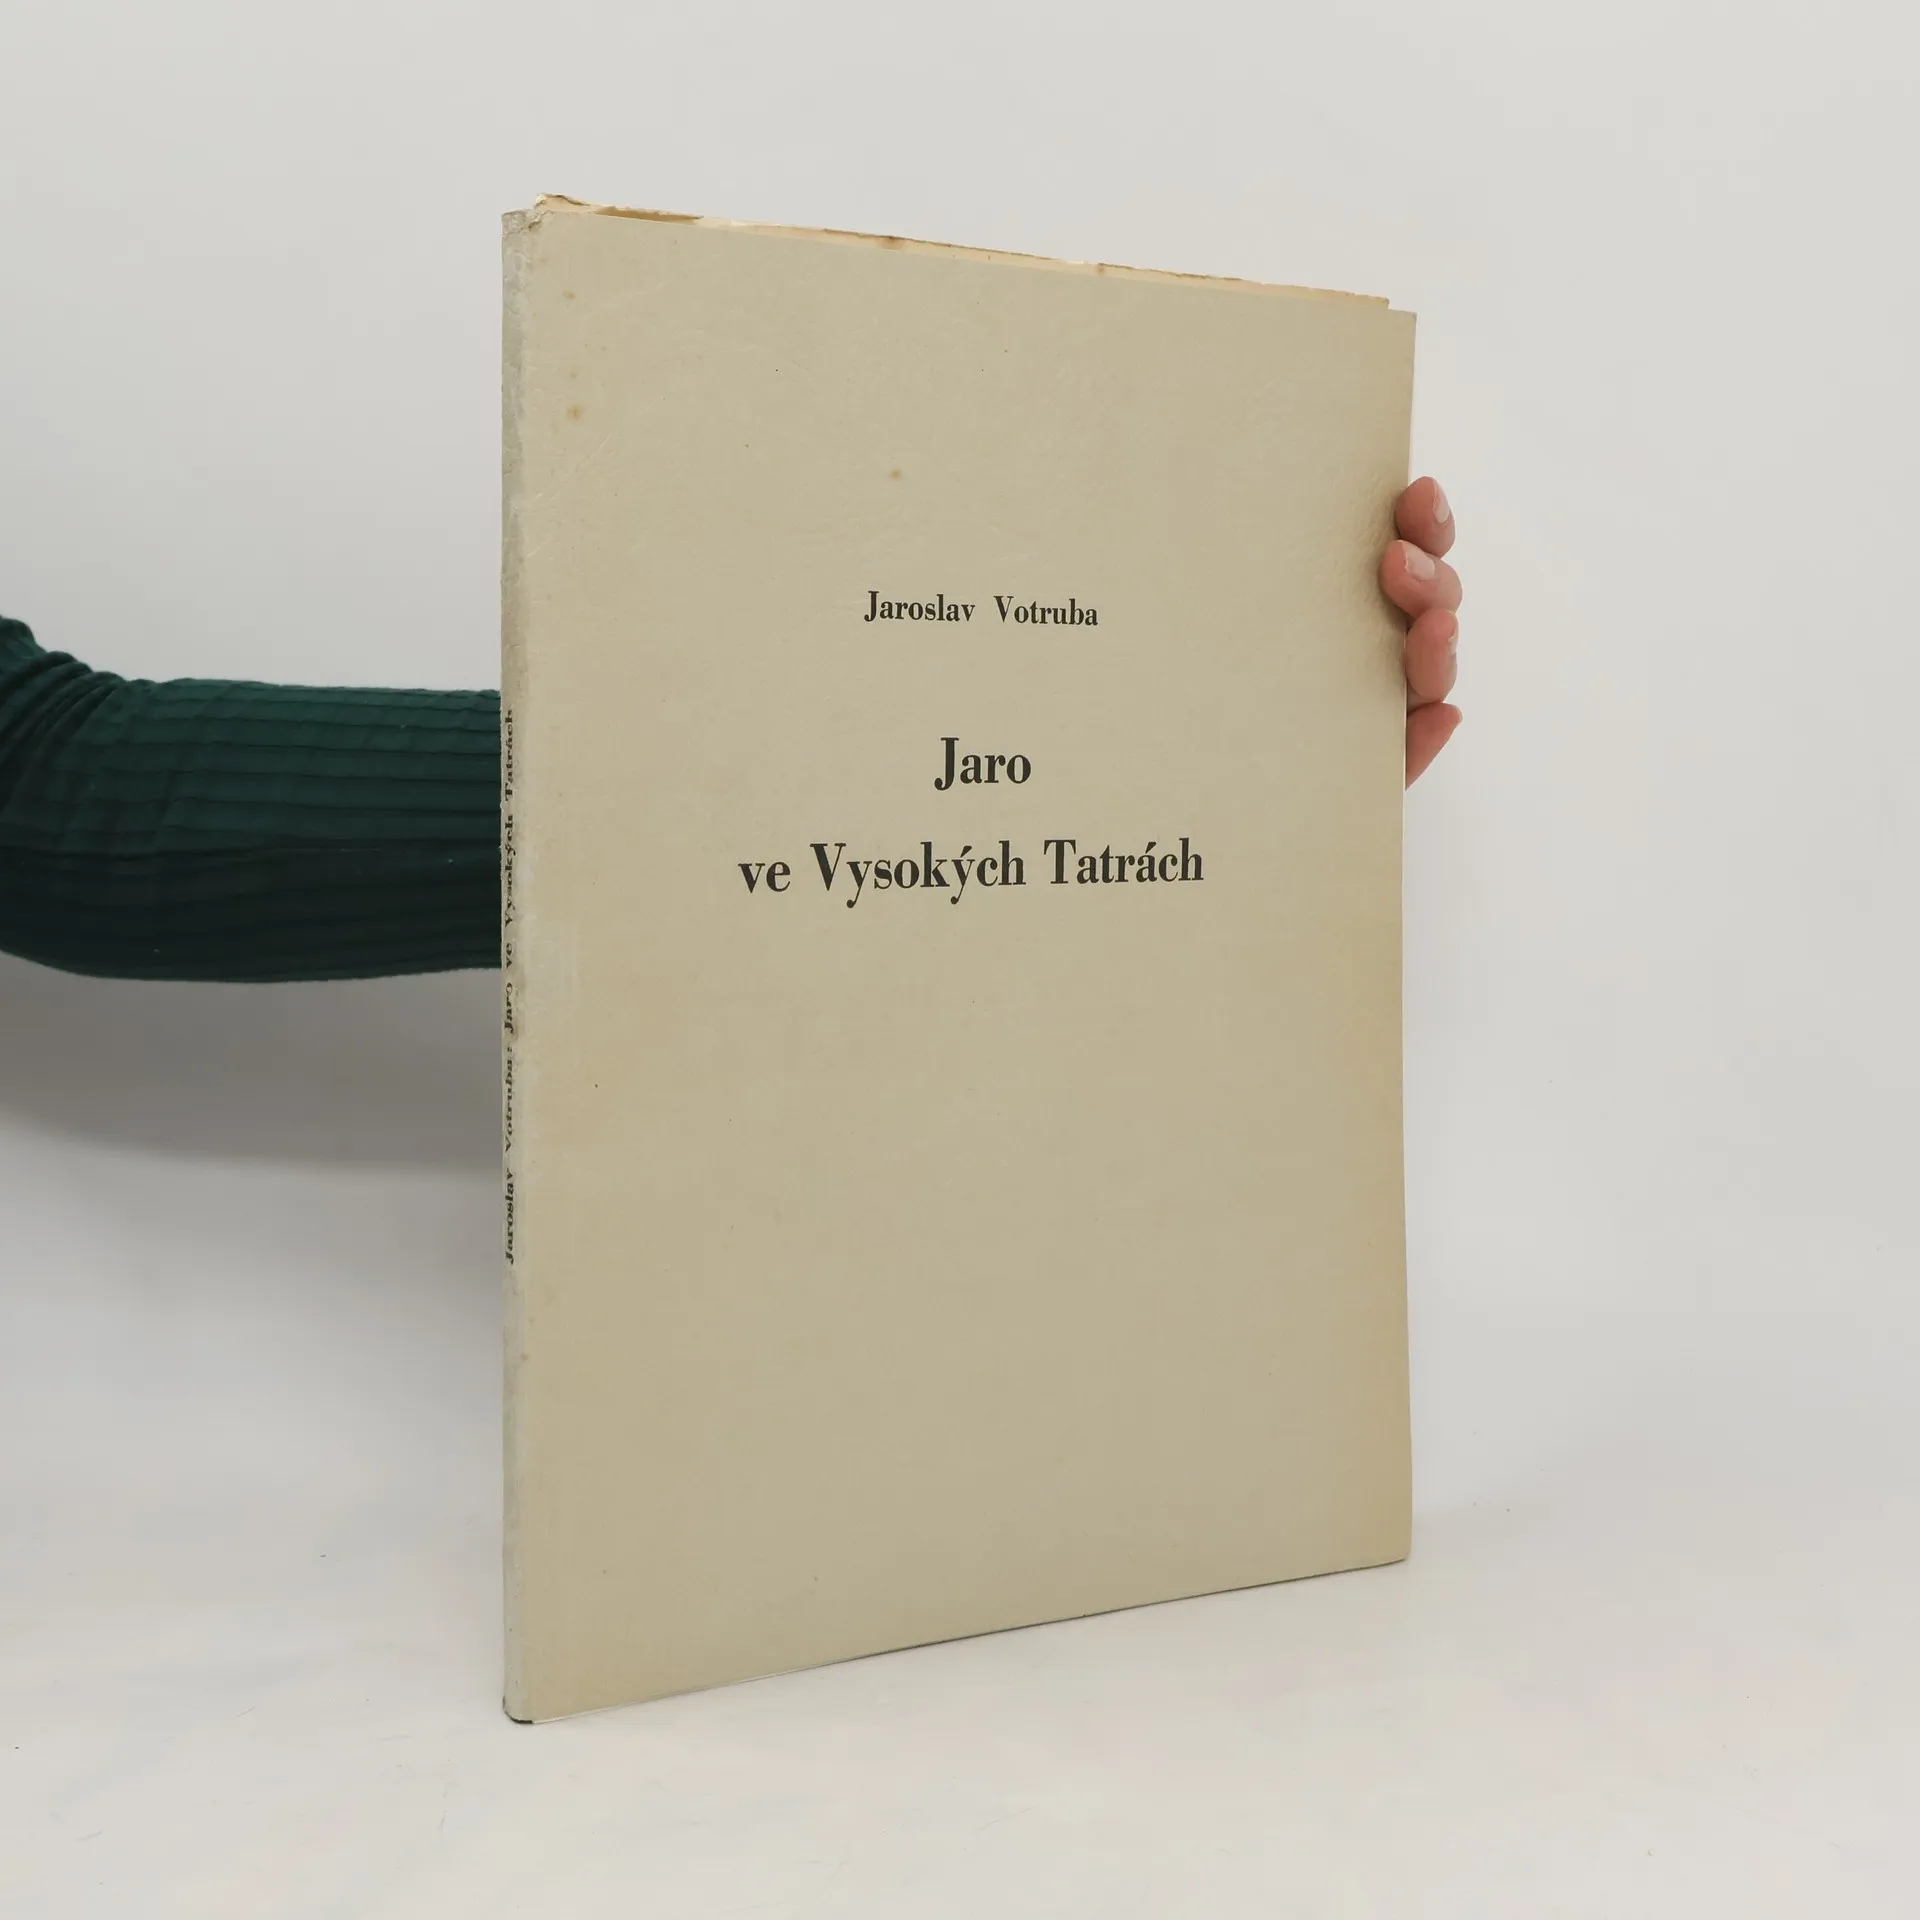 Jaroslav Votruba
Jaro
ve Vysokých Tatrách
Jaroslav Votruba: Jaro ve Vysokých Tatrách